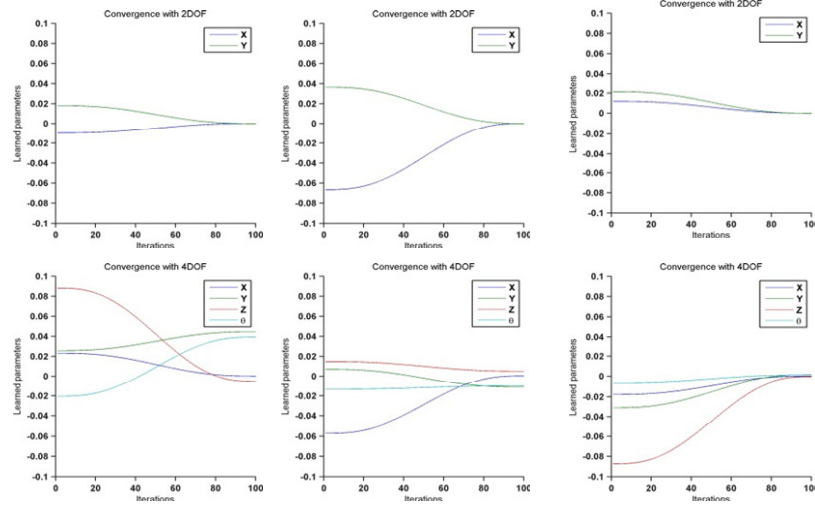 Convergence with 2DOF
0.1
0.08
0.06
0.04
0.02
0
-0.02
-0.04
-0.06
-0.08
-0.1
0 20 40 60 80 100
Learned parameters
Iterations
X
Y
Convergence with 2DOF
0.1
0.08
0.06
0.04
0.02
0
-0.02
-0.04
-0.06
-0.08
-0.1
0 20 40 60 80 100
Learned parameters
Iterations
X
Y
Convergence with 2DOF
0.1
0.08
0.06
0.04
0.02
0
-0.02
-0.04
-0.06
-0.08
-0.1
0 20 40 60 80 100
Learned parameters
Iterations
X
Y
Convergence with 4DOF
0.1
0.08
0.06
0.04
0.02
0
-0.02
-0.04
-0.06
-0.08
-0.1
0 20 40 60 80 100
Learned parameters
Iterations
X
Y
Z
θ
Convergence with 4DOF
0.1
0.08
0.06
0.04
0.02
0
-0.02
-0.04
-0.06
-0.08
-0.1
0 20 40 60 80 100
Learned parameters
Iterations
X
Y
Z
θ
Convergence with 4DOF
0.1
0.08
0.06
0.04
0.02
0
-0.02
-0.04
-0.06
-0.08
-0.1
0 20 40 60 80 100
Learned parameters
Iterations
X
Y
Z
θ